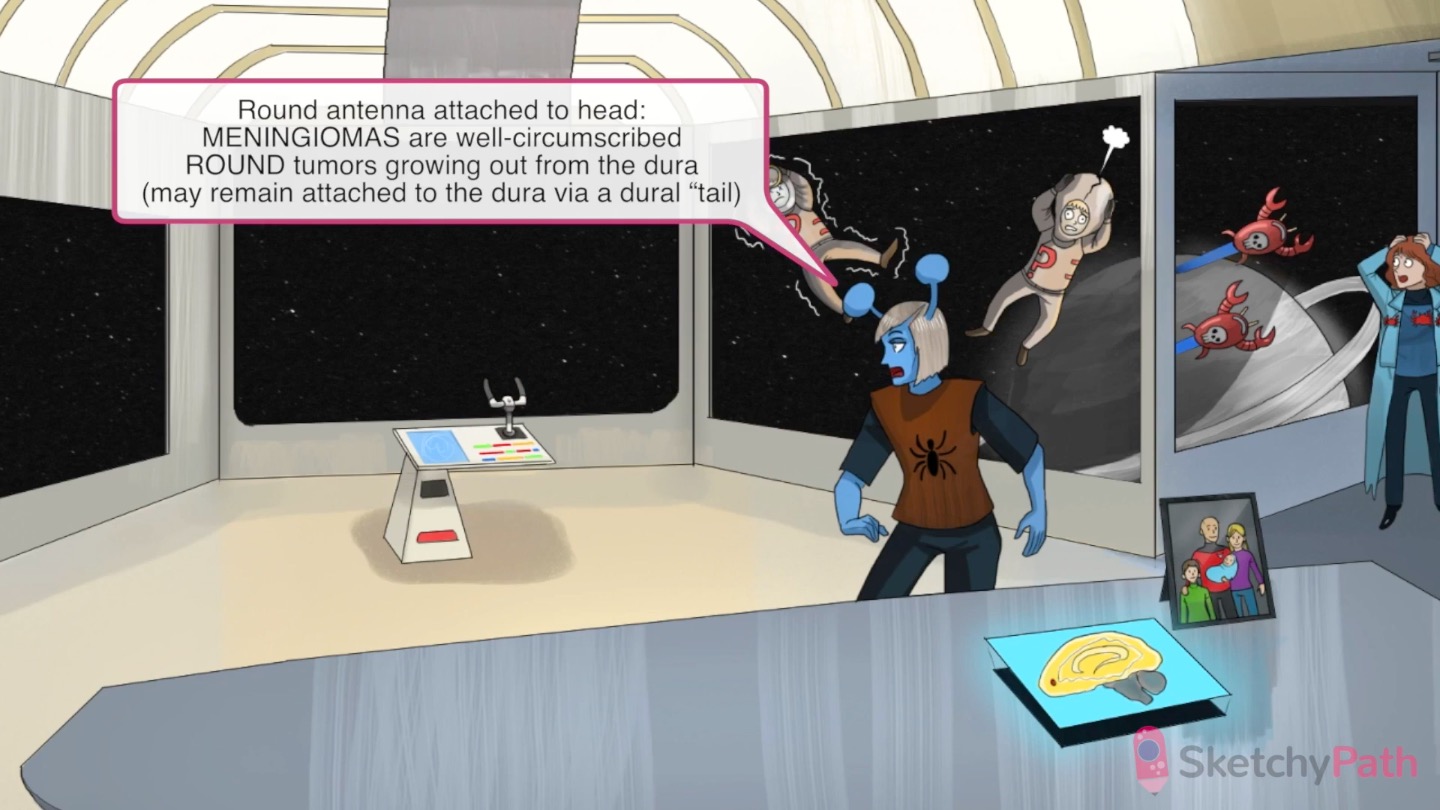 Round antenna attached to head:
MENINGIOMAS are well-circumscribed
ROUND tumors growing out from the dura
(may remain attached to the dura via a dural “tail)
P
SketchyPath